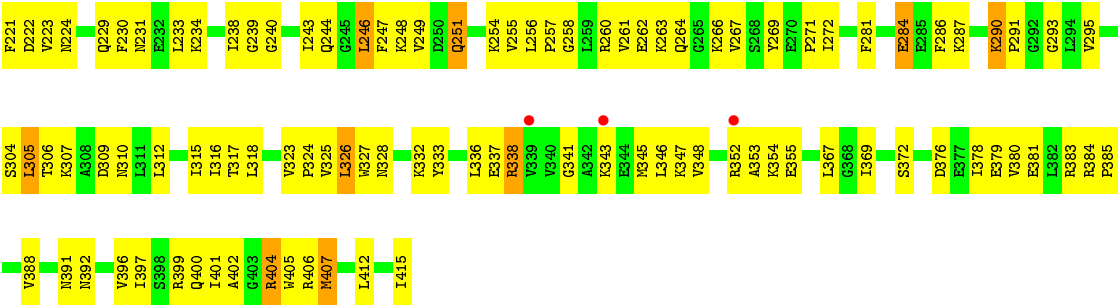 F221 D222 V223 N224 Q229 F230 N231 E232 L233 K234 I238 G239 G240 I243 Q244 G245 L246 F247 K248 V249 D250 Q251 K254 V255 L256 P257 G258 L259 R260 V261 E262 K263 Q264 G265 K266 V267 S268 Y269 E270 P271 I272 F281 E284 E285 F286 K287 K290 P291 G292 G293 L294 V295
S304 I305 T306 K307 A308 D309 N310 I311 L312 I315 I316 T317 L318 V323 P324 V325 L326 W327 N328 K332 Y333 L336 E337 R338 V339 V340 G341 A342 K343 E344 M345 I346 K347 V348 R352 A353 K354 E355 L367 G368 I369 S372 D376 E377 I378 E379 V380 E381 L382 R383 R384 P385
V388 N391 N392 V396 I397 S398 R399 Q400 I401 A402 G403 R404 W405 R406 M407 L412 I415